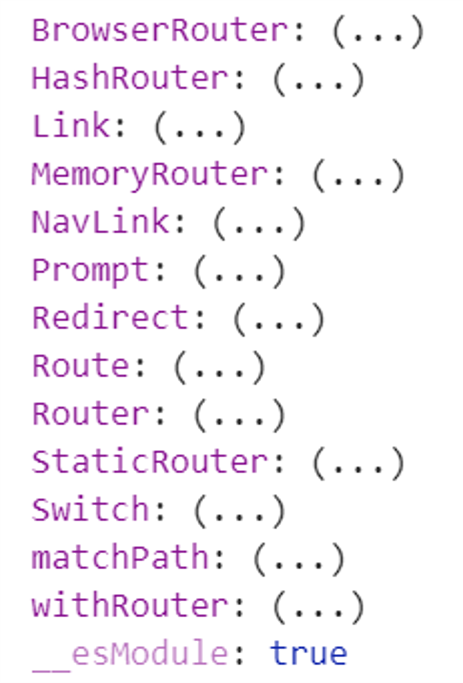 BrowserRouter: (...)
HashRouter: (...)
Link: (...)
MemoryRouter: (...)
NavLink: (...)
Prompt: (...)
Redirect: (...)
Route: (...)
Router: (...)
StaticRouter: (...)
Switch: (...)
matchPath: (...)
withRouter: (...)
__esModule: true